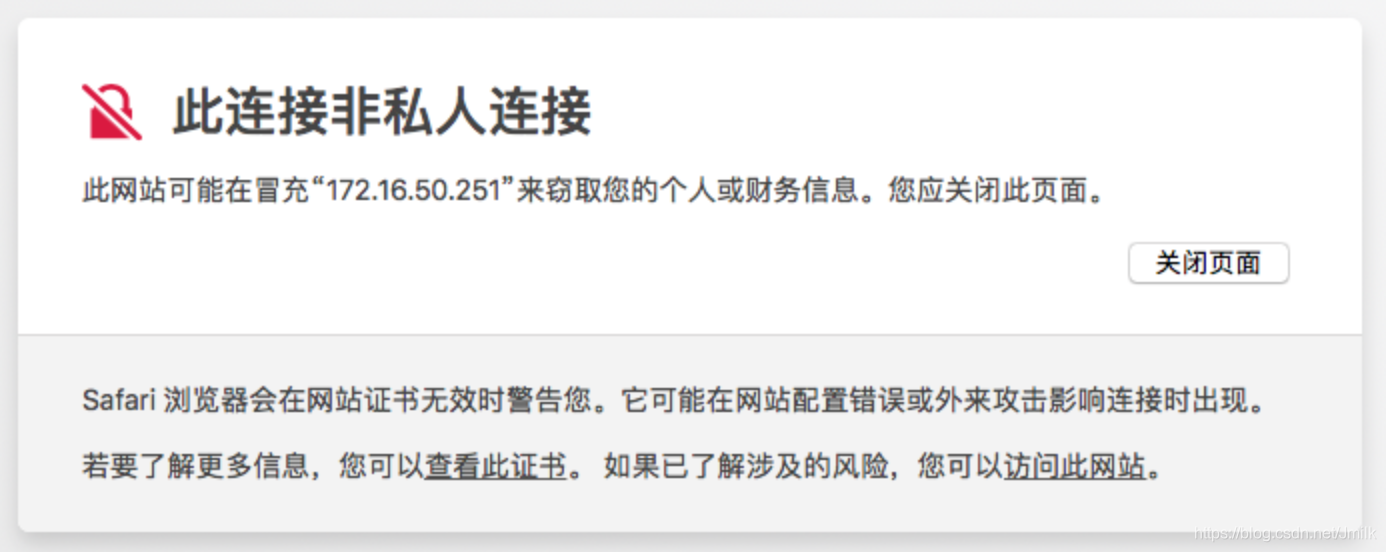 此连接非私人连接
此网站可能在冒充“172.16.50.251”来窃取您的个人或财务信息。您应关闭此页面。
关闭页面
Safari 浏览器会在网站证书无效时警告您。它可能在网站配置错误或外来攻击影响连接时出现。
若要了解更多信息，您可以查看此证书。 如果已了解涉及的风险，您可以访问此网站。
https://blog.csdn.net/Jmilk